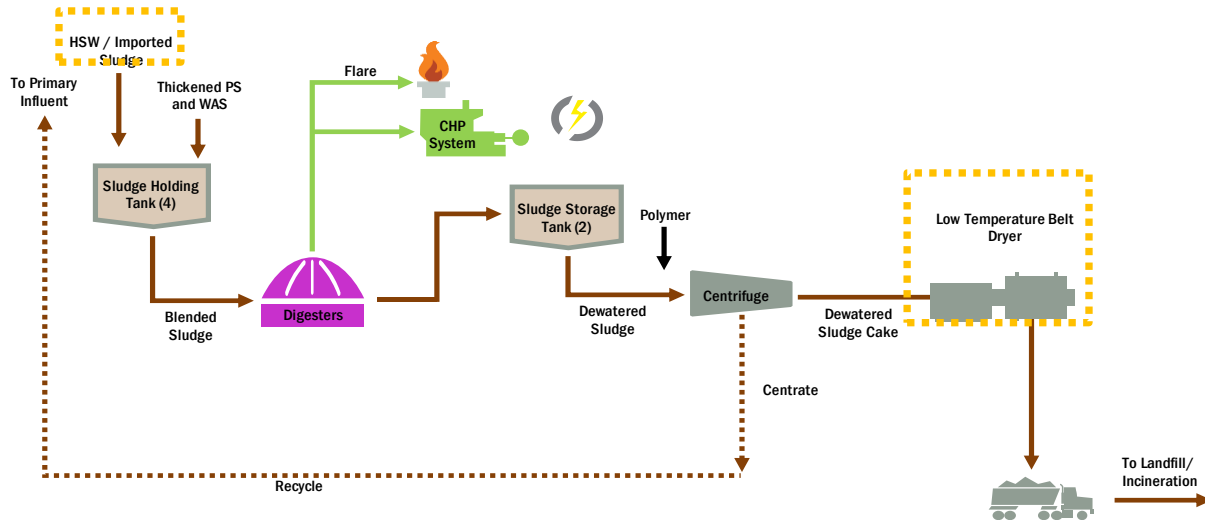 HSW / Imported
Sludge
To Primary
Influent
Thickened PS
and WAS
Flare
CHP
System
Sludge Holding
Tank (4)
Sludge Storage
Tank (2)
Polymer
Low Temperature Belt
Dryer
Centrifuge
Digesters
Blended
Sludge
Dewatered
Sludge
Dewatered
Sludge Cake
Centrate
Recycle
To Landfill/
Incineration